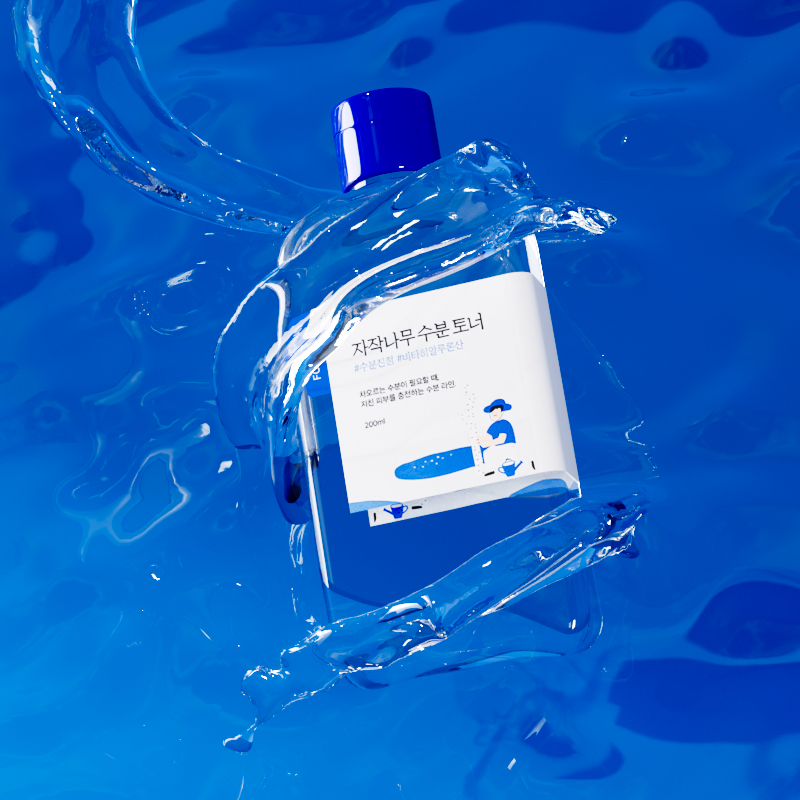 자작나무 수분 토너
#수분진정 #비타히알루론산
차오르는 수분이 필요할 때,
지친 피부를 충전하는 수분 라인
200ml